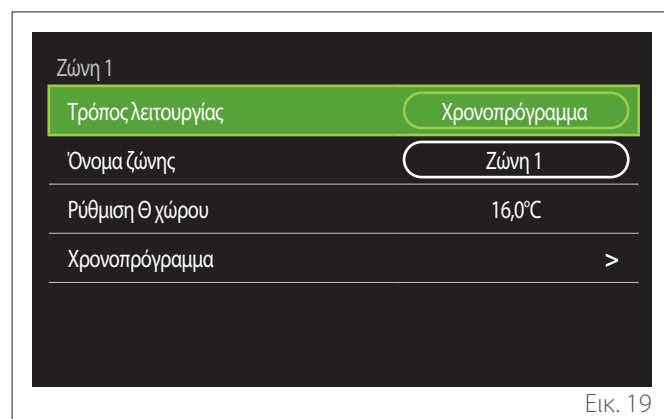 Ζώνη 1
Τρόπος λειτουργίας Χρονοπρόγραμμα
Όνομα ζώνης Ζώνη 1
Ρύθμιση Θ χώρου 16,0°C
Χρονοπρόγραμμα >
Εικ. 19